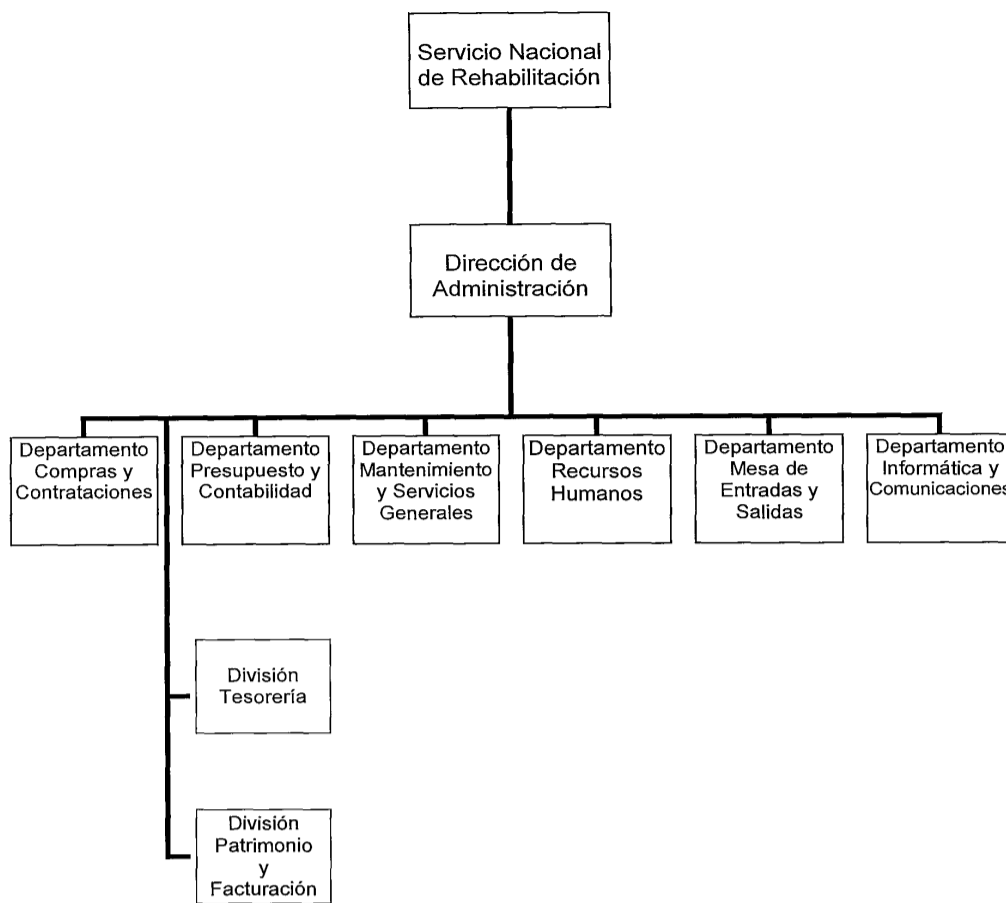 Servicio Nacional
de Rehabilitación
Dirección de
Administración
Departamento
Compras y
Contrataciones
Departamento
Presupuesto y
Contabilidad
Departamento
Mantenimiento
y Servicios
Generales
Departamento
Recursos
Humanos
Departamento
Mesa de
Entradas y
Salidas
Departamento
Informática y
Comunicaciones
División
Tesorería
División
Patrimonio
y
Facturación